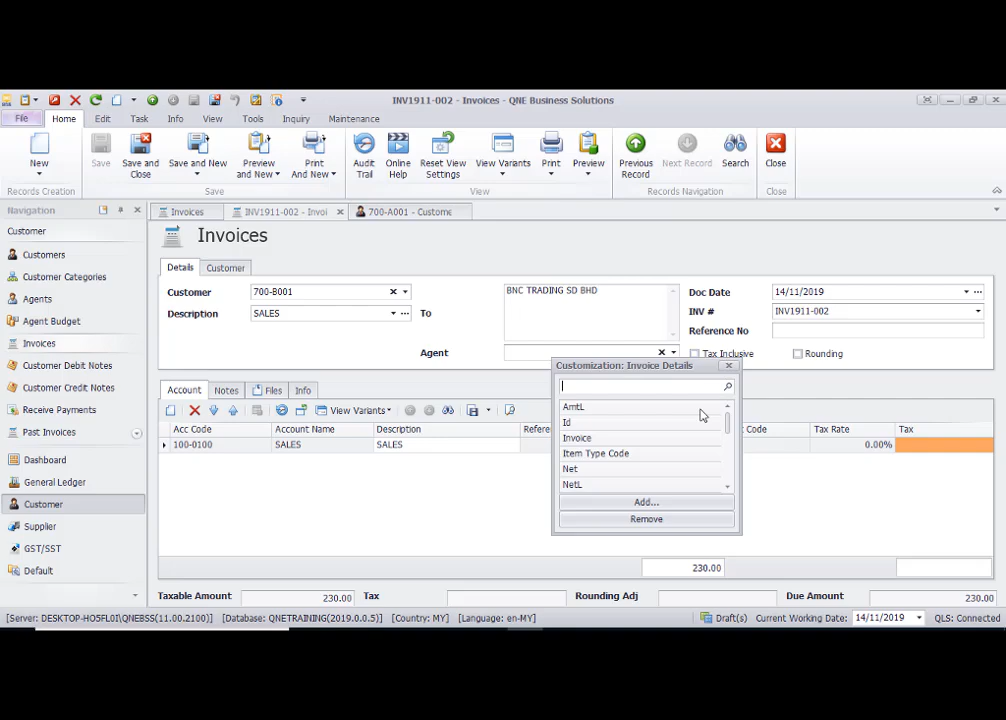 INV1911-002 - Invoices - QNE Business Solutions
File Home Edit Task Info View Tools Inquiry Maintenance
New Save Save and Close Save and New Preview and New Print And New Audit Trail Online Help Reset View Settings View Variants Print Preview Previous Record Next Record Search Close
Records Creation Save View Records Navigation Close
Navigation
Invoices INV1911-002 - Invoi 700-A001 - Custome
Customer
Customers
Customer Categories
Agents
Agent Budget
Invoices
Customer Debit Notes
Customer Credit Notes
Receive Payments
Past Invoices
Dashboard
General Ledger
Customer
Supplier
GST/SST
Default
Invoices
Details Customer
Customer 700-B001
Description SALES
To BNC TRADING SD BHD
Agent
Doc Date 14/11/2019
INV # INV1911-002
Reference No
Tax Inclusive Rounding
Account Notes Files Info
View Variants
Acc Code Account Name Description Refere Code Tax Rate Tax
100-0100 SALES SALES 0.00%
Customization: Invoice Details
AmtL
Id
Invoice
Item Type Code
Net
NetL
Add...
Remove
230.00
Taxable Amount 230.00 Tax Rounding Adj Due Amount 230.00
[Server: DESKTOP-HO5FL0I\QNEBSS(11.00.2100) [Database: QNETRAINING(2019.0.0.5) [Country: MY] [Language: en-MY] Draft(s) Current Working Date: 14/11/2019 QLS: Connected